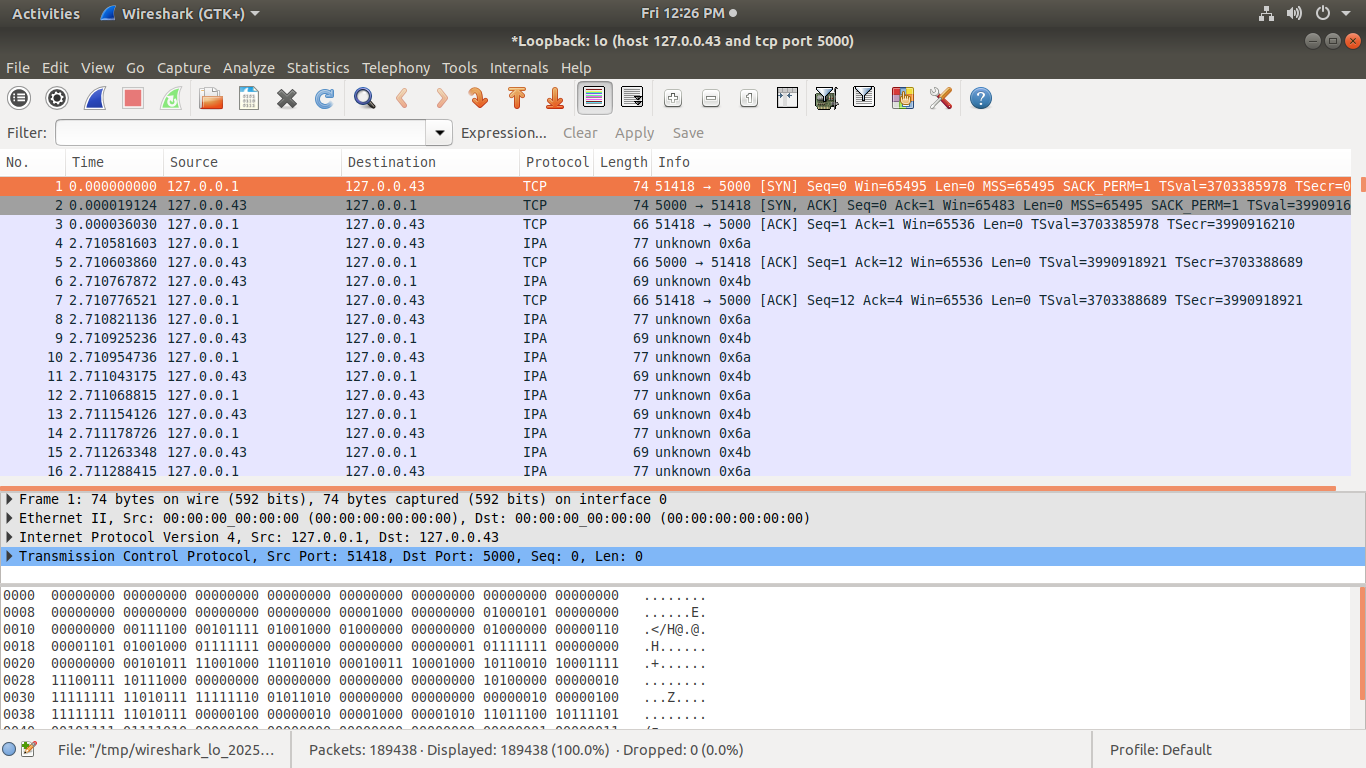 Activities Wireshark (GTK+) Fri 12:26 PM
*Loopback: lo (host 127.0.0.43 and tcp port 5000)
File Edit View Go Capture Analyze Statistics Telephony Tools Internals Help
Filter: Expression... Clear Apply Save
No. Time Source Destination Protocol Length Info
1 0.000000000 127.0.0.1 127.0.0.43 TCP 74 51418 → 5000 [SYN] Seq=0 Win=65495 Len=0 MSS=65495 SACK_PERM=1 TSval=3703385978 TSecr=0
2 0.000019124 127.0.0.43 127.0.0.1 TCP 74 5000 → 51418 [SYN, ACK] Seq=0 Ack=1 Win=65483 Len=0 MSS=65495 SACK_PERM=1 TSval=3990916
3 0.000036030 127.0.0.1 127.0.0.43 TCP 66 51418 → 5000 [ACK] Seq=1 Ack=1 Win=65536 Len=0 TSval=3703385978 TSecr=3990916210
4 2.710581603 127.0.0.1 127.0.0.43 IPA 77 unknown 0x6a
5 2.710603860 127.0.0.43 127.0.0.1 TCP 66 5000 → 51418 [ACK] Seq=1 Ack=12 Win=65536 Len=0 TSval=3990918921 TSecr=3703388689
6 2.710767872 127.0.0.43 127.0.0.1 IPA 69 unknown 0x4b
7 2.710776521 127.0.0.1 127.0.0.43 TCP 66 51418 → 5000 [ACK] Seq=12 Ack=4 Win=65536 Len=0 TSval=3703388689 TSecr=3990918921
8 2.710821136 127.0.0.1 127.0.0.43 IPA 77 unknown 0x6a
9 2.710925236 127.0.0.43 127.0.0.1 IPA 69 unknown 0x4b
10 2.710954736 127.0.0.1 127.0.0.43 IPA 77 unknown 0x6a
11 2.711043175 127.0.0.43 127.0.0.1 IPA 69 unknown 0x4b
12 2.711068815 127.0.0.1 127.0.0.43 IPA 77 unknown 0x6a
13 2.711154126 127.0.0.43 127.0.0.1 IPA 69 unknown 0x4b
14 2.711178726 127.0.0.1 127.0.0.43 IPA 77 unknown 0x6a
15 2.711263348 127.0.0.43 127.0.0.1 IPA 69 unknown 0x4b
16 2.711288415 127.0.0.1 127.0.0.43 IPA 77 unknown 0x6a
Frame 1: 74 bytes on wire (592 bits), 74 bytes captured (592 bits) on interface 0
Ethernet II, Src: 00:00:00_00:00:00 (00:00:00:00:00:00), Dst: 00:00:00_00:00:00 (00:00:00:00:00:00)
Internet Protocol Version 4, Src: 127.0.0.1, Dst: 127.0.0.43
Transmission Control Protocol, Src Port: 51418, Dst Port: 5000, Seq: 0, Len: 0
0000 00000000 00000000 00000000 00000000 00000000 00000000 00000000 00000000 ........
0008 00000000 00000000 00000000 00000000 00001000 00000000 01000101 00000000 ......E.
0010 00000000 00111100 00101111 01001000 01000000 00000000 01000000 00000110 .</H@.@.
0018 00001101 01001000 01111111 00000000 00000000 00000001 01111111 00000000 .H......
0020 00000000 00101011 11001000 11011010 00010011 10001000 10110010 10001111 .+......
0028 11100111 10111000 00000000 00000000 00000000 00000000 10100000 00000010 ........
0030 11111111 11010111 11111110 01011010 00000000 00000000 00000010 00000100 ...Z....
0038 11111111 11010111 00000100 00000010 00001000 00001010 11011100 10111101 ........
File: "/tmp/wireshark_lo_2025... Packets: 189438 · Displayed: 189438 (100.0%) · Dropped: 0 (0.0%) Profile: Default